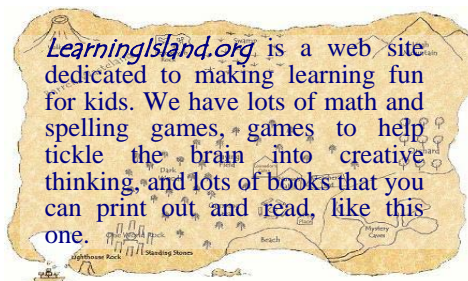 LearningIsland.org is a web site
dedicated to making learning fun
for kids. We have lots of math and
spelling games, games to help
tickle the brain into creative
thinking, and lots of books that you
can print out and read, like this
one.
Mystery
Caves
Beach
Standing Stones
Lighthouse Rock